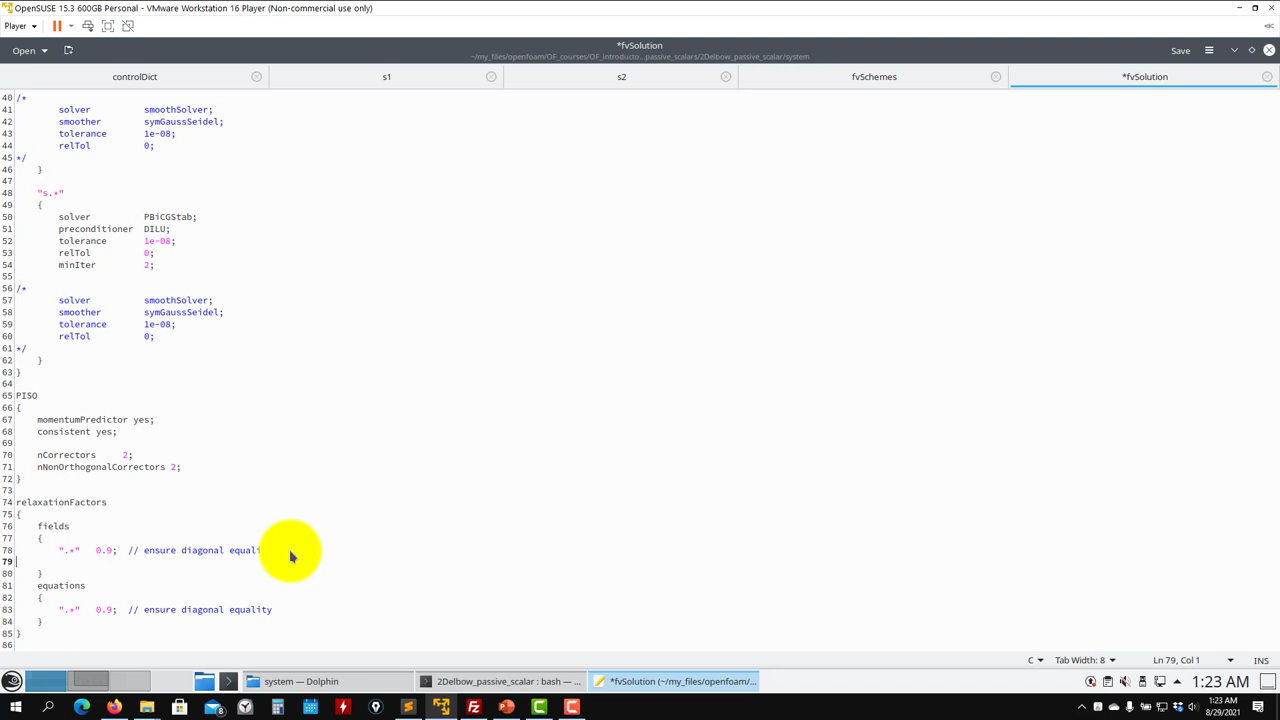 OpenSUSE 15.3 600GB Personal - VMware Workstation 16 Player (Non-commercial use only)
Player
Open
*fvSolution
~/my_files/openfoam/OF_courses/OF_introducto...passive_scalars/2Delbow_passive_scalar/system
Save
controlDict s1 s2 fvSchemes *fvSolution
40 /*
41 solver smoothSolver;
42 smoother symGaussSeidel;
43 tolerance 1e-08;
44 relTol 0;
45 */
46 }
47
48 "s.*"
49 {
50 solver PBiCGStab;
51 preconditioner DILU;
52 tolerance 1e-08;
53 relTol 0;
54 minIter 2;
55
56 /*
57 solver smoothSolver;
58 smoother symGaussSeidel;
59 tolerance 1e-08;
60 relTol 0;
61 */
62 }
63 }
64
65 PISO
66 {
67 momentumPredictor yes;
68 consistent yes;
69
70 nCorrectors 2;
71 nNonOrthogonalCorrectors 2;
72 }
73
74 relaxationFactors
75 {
76 fields
77 {
78 ".*" 0.9; // ensure diagonal equali
79
80 }
81 equations
82 {
83 ".*" 0.9; // ensure diagonal equality
84 }
85 }
86
C Tab Width: 8 Ln 79, Col 1 INS
system — Dolphin 2Delbow_passive_scalar : bash — ... *fvSolution (~/my_files/openfoam/... 1:23 AM
1:23 AM
8/29/2021